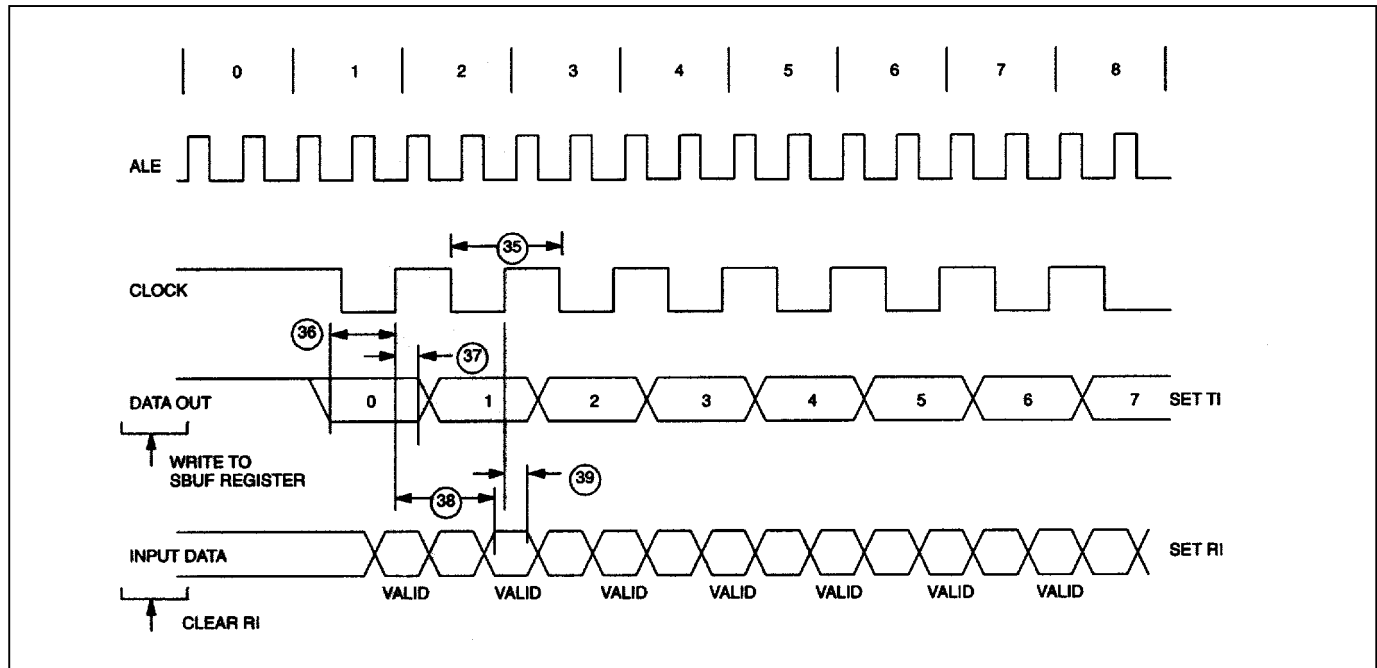 0 1 2 3 4 5 6 7 8
ALE
35
CLOCK
36
37
DATA OUT 0 1 2 3 4 5 6 7 SET TI
WRITE TO
SBUF REGISTER
39
38
INPUT DATA SET RI
VALID VALID VALID VALID VALID VALID VALID
CLEAR RI